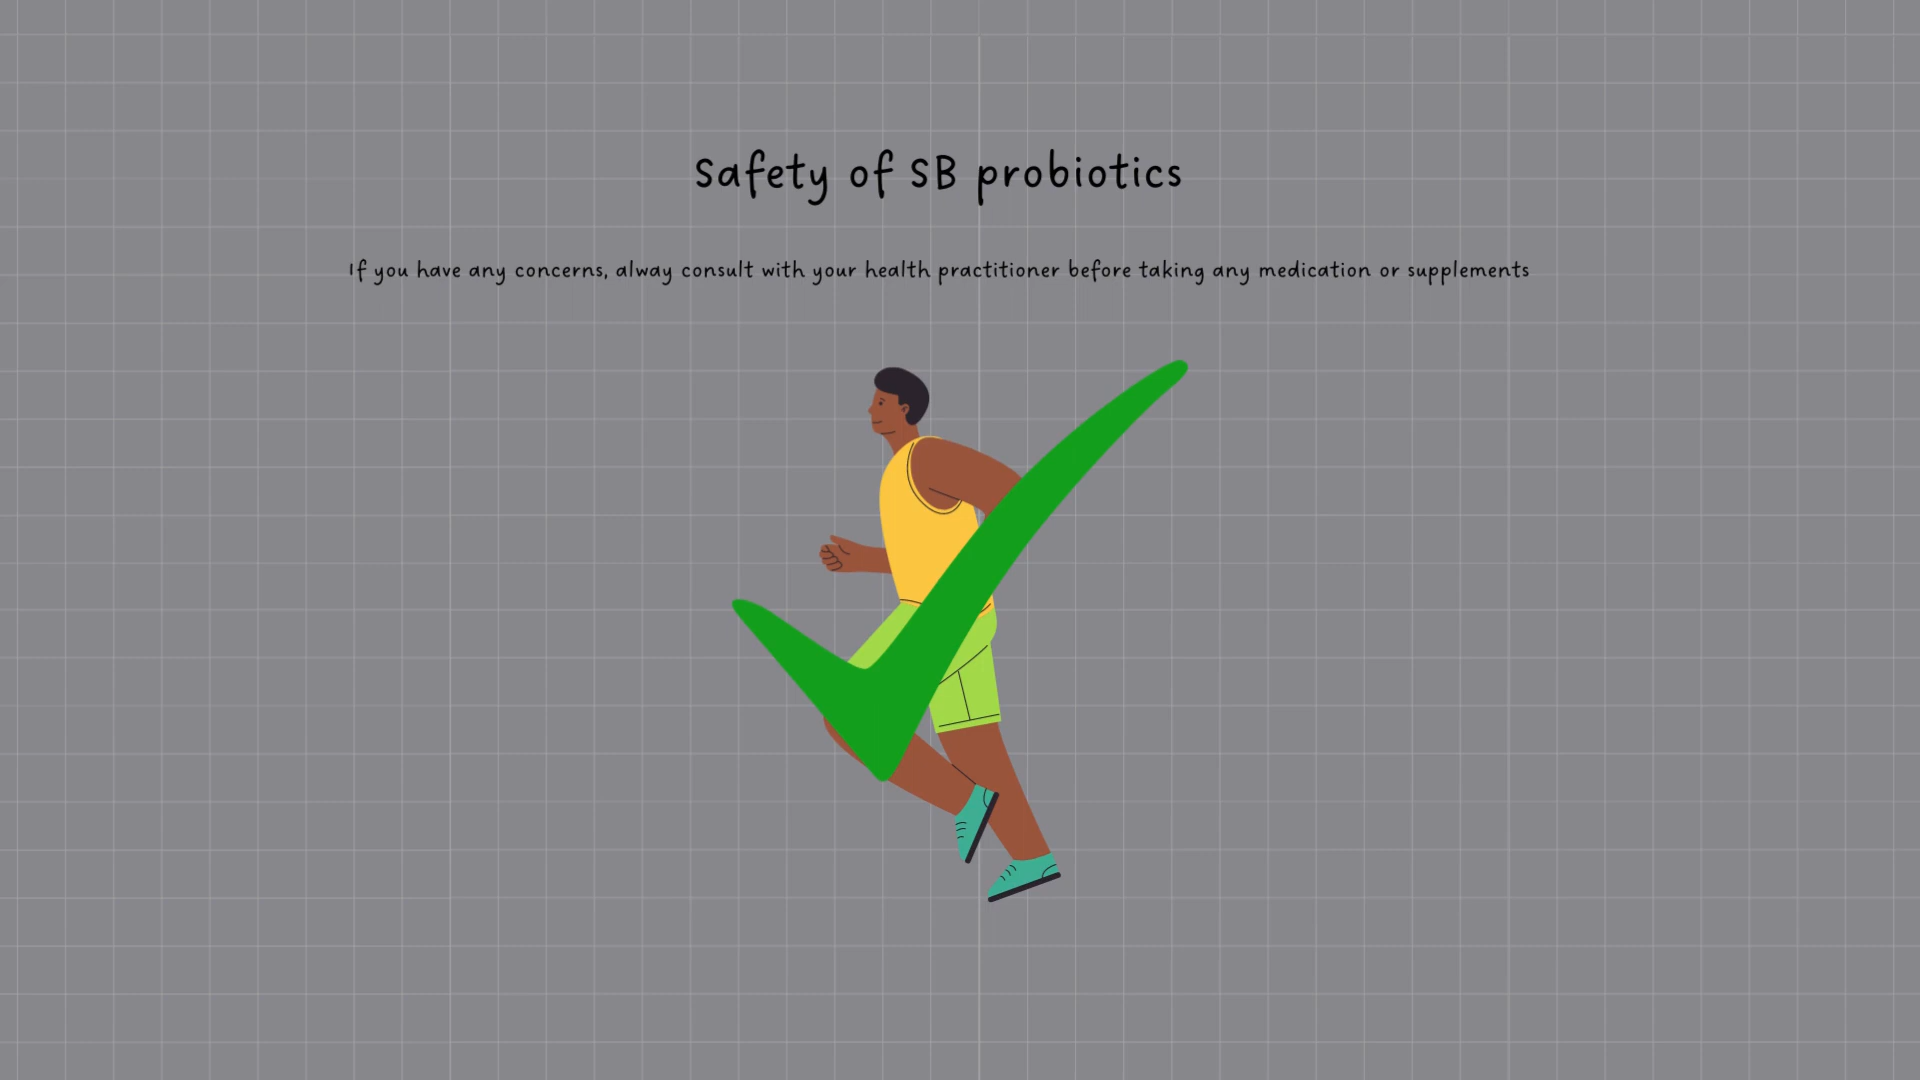 Safety of SB probiotics
If you have any concerns, alway consult with your health practitioner before taking any medication or supplements